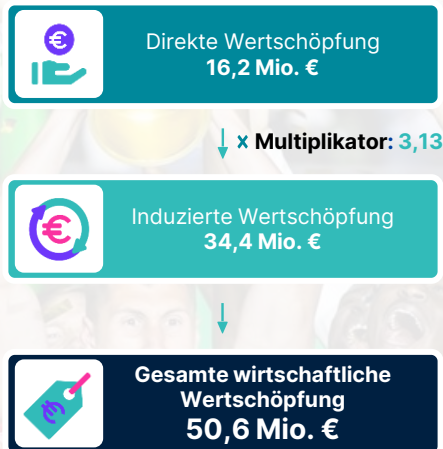 Direkte Wertschöpfung
16,2 Mio. €
× Multiplikator: 3,13
Induzierte Wertschöpfung
34,4 Mio. €
Gesamte wirtschaftliche
Wertschöpfung
50,6 Mio. €